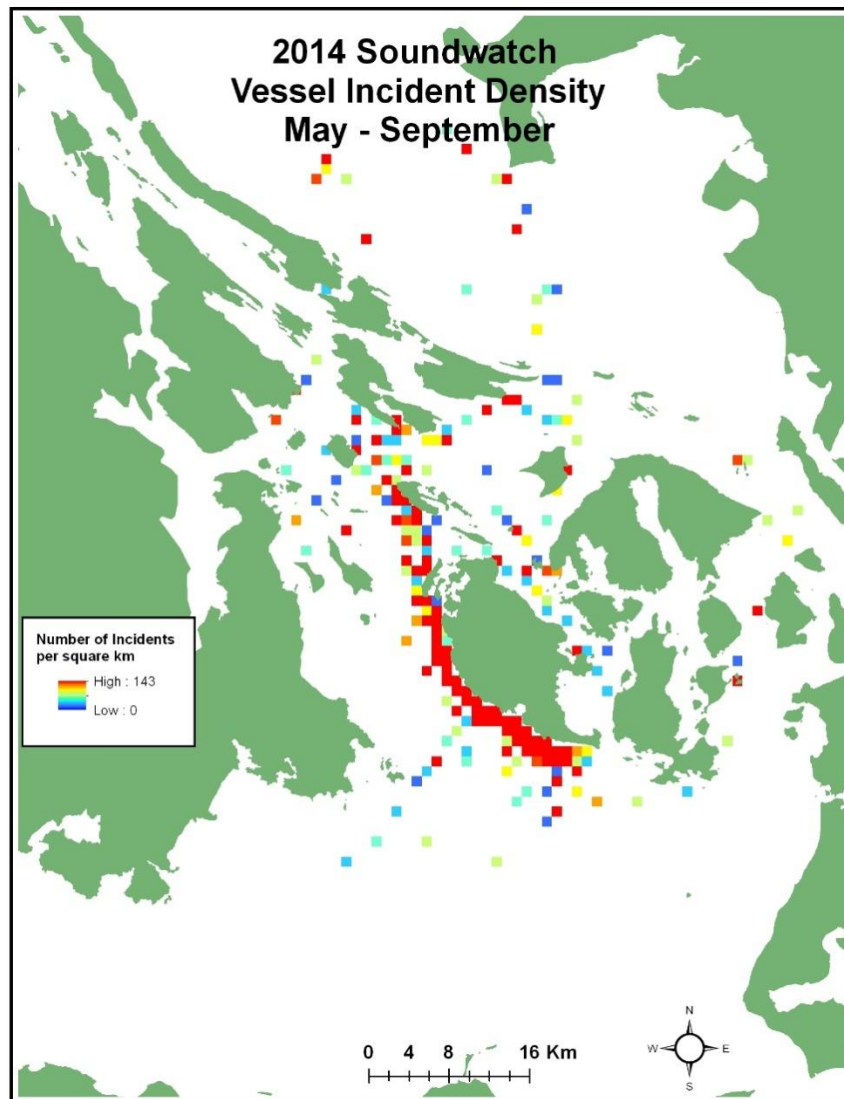 2014 Soundwatch
Vessel Incident Density
May - September
Number of Incidents
per square km
High : 143
Low : 0
N
W E
S
0 4 8 16 Km